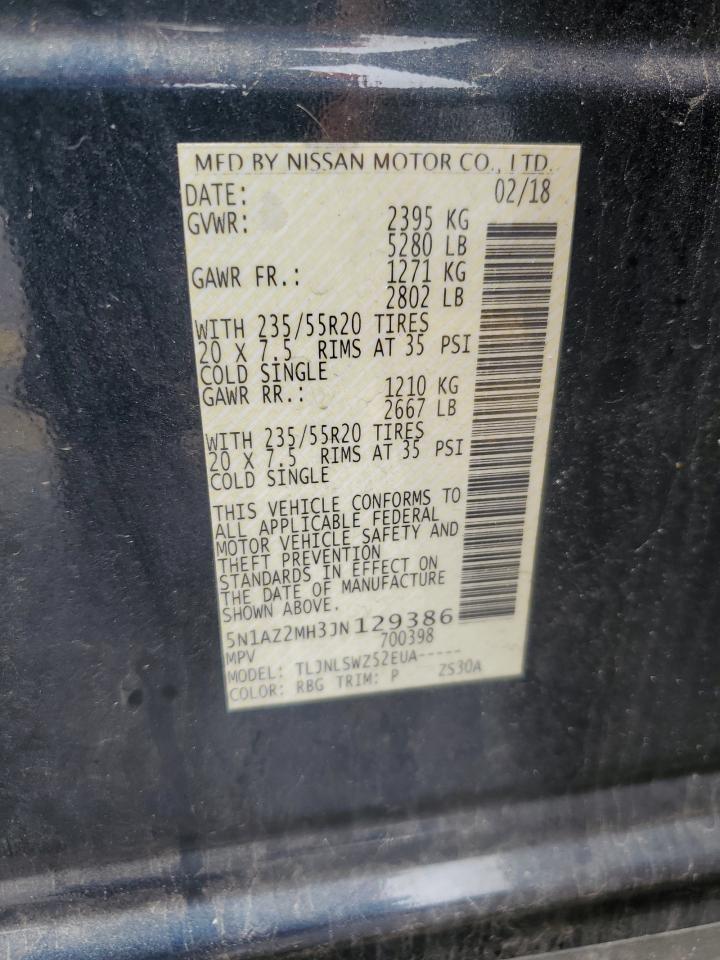 MFD BY NISSAN MOTOR CO., LTD.
DATE: 02/18
GVWR: 2395 KG
5280 LB
GAWR FR.: 1271 KG
2802 LB
WITH 235/55R20 TIRES
20 X 7.5 RIMS AT 35 PSI
COLD SINGLE
GAWR RR.: 1210 KG
2667 LB
WITH 235/55R20 TIRES
20 X 7.5 RIMS AT 35 PSI
COLD SINGLE
THIS VEHICLE CONFORMS TO
ALL APPLICABLE FEDERAL
MOTOR VEHICLE SAFETY AND
THEFT PREVENTION
STANDARDS IN EFFECT ON
THE DATE OF MANUFACTURE
SHOWN ABOVE.
5N1AZ2MH3JN129386
MPV 700398
MODEL: TLJNLSWZ52EUA-----
COLOR: RBG TRIM: P ZS30A